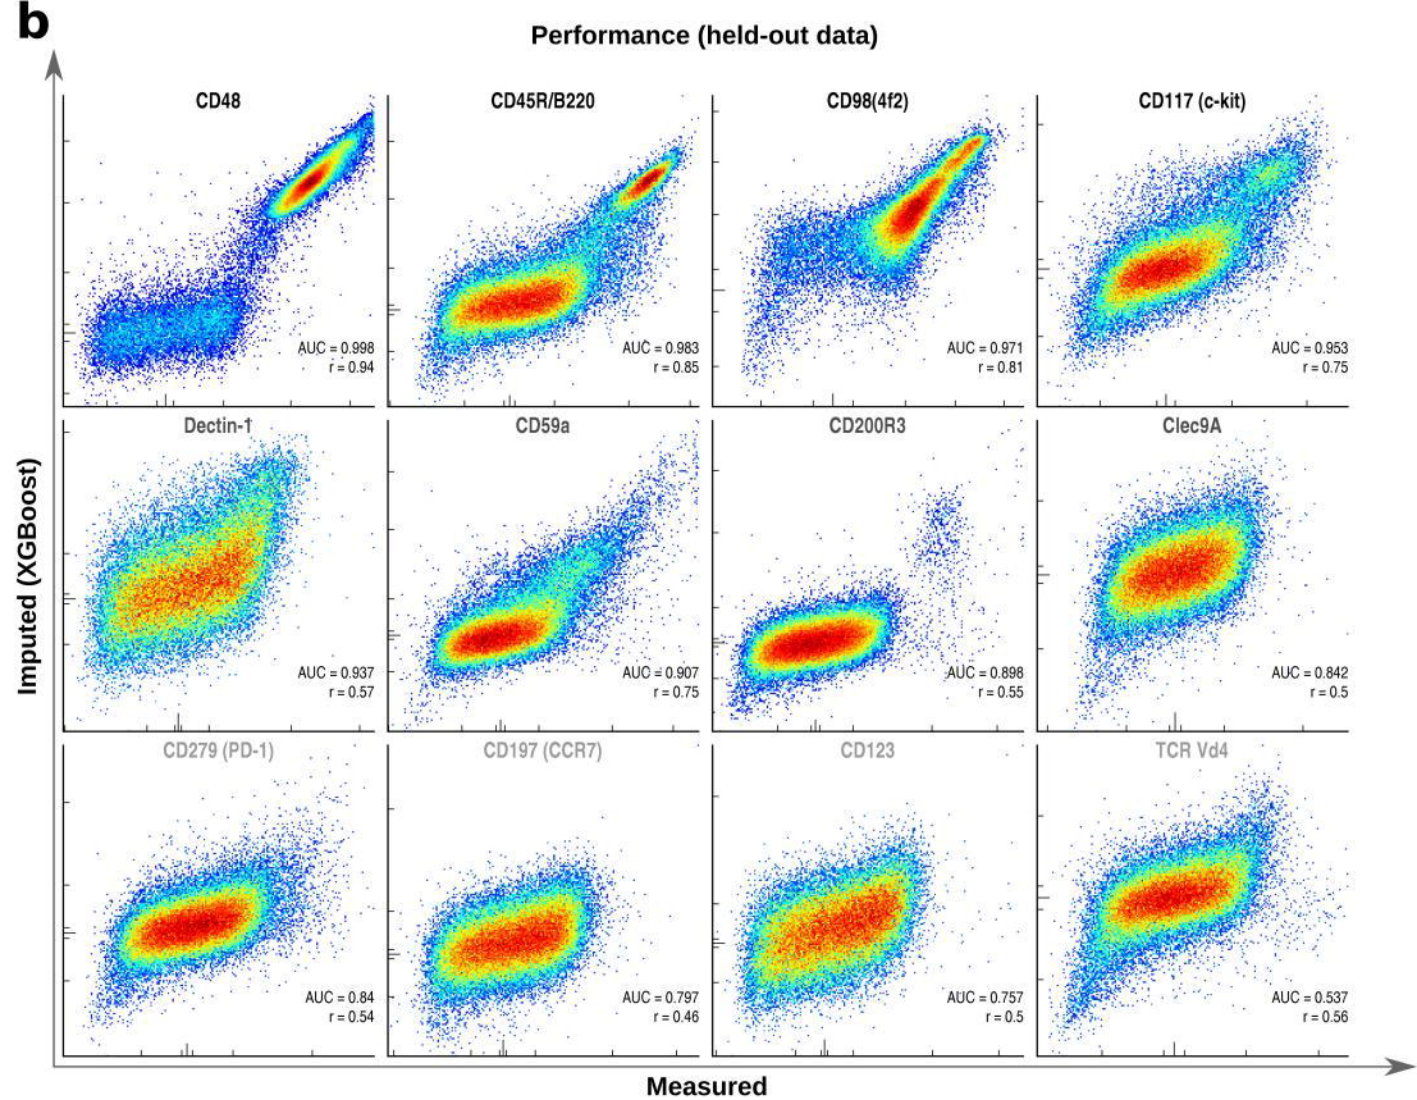 b
Performance (held-out data)
CD48
CD45R/B220
CD98(4f2)
CD117 (c-kit)
AUC = 0.998
r = 0.94
AUC = 0.983
r = 0.85
AUC = 0.971
r = 0.81
AUC = 0.953
r = 0.75
Dectin-1
CD59a
CD200R3
Clec9A
AUC = 0.937
r = 0.57
AUC = 0.907
r = 0.75
AUC = 0.898
r = 0.55
AUC = 0.842
r = 0.5
CD279 (PD-1)
CD197 (CCR7)
CD123
TCR Vd4
AUC = 0.84
r = 0.54
AUC = 0.797
r = 0.46
AUC = 0.757
r = 0.5
AUC = 0.537
r = 0.56
Imputed (XGBoost)
Measured